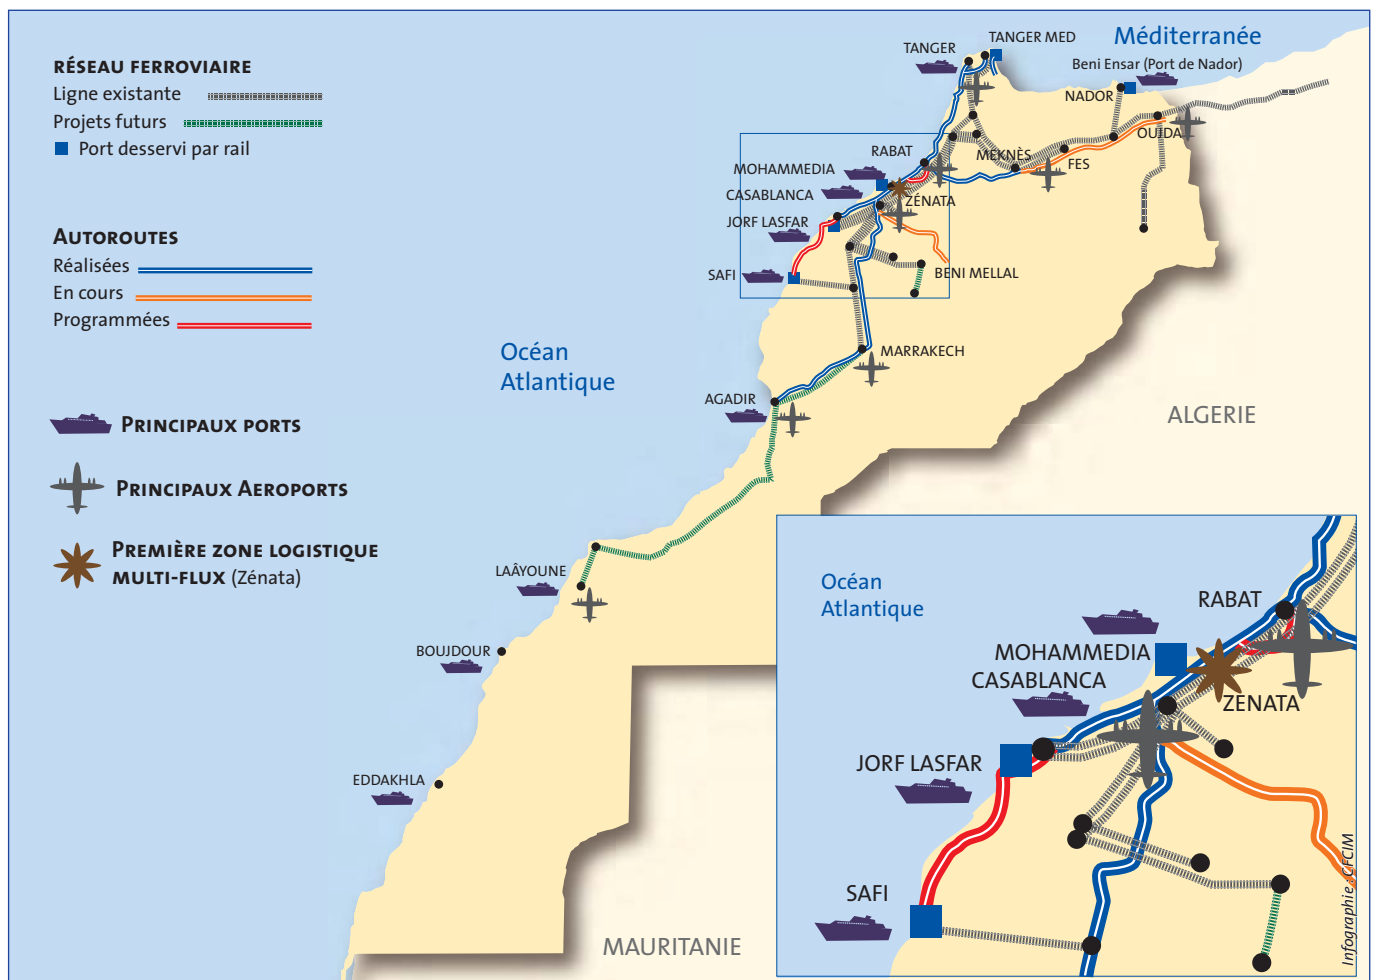 RÉSEAU FERROVIAIRE
Ligne existante
Projets futurs
Port desservi par rail
AUTOROUTES
Réalisées
En cours
Programmées
PRINCIPAUX PORTS
PRINCIPAUX AEROPORTS
PREMIÈRE ZONE LOGISTIQUE
MULTI-FLUX (Zénata)
TANGER
TANGER MED
Méditerranée
Beni Ensar (Port de Nador)
NADOR
OUJDA
RABAT
MEKNÈS
FES
MOHAMMEDIA
CASABLANCA
ZÉNATA
JORF LASFAR
SAFI
BENI MELLAL
Océan
Atlantique
MARRAKECH
AGADIR
ALGERIE
LAÂYOUNE
BOUJDOUR
EDDAKHLA
MAURITANIE
Océan
Atlantique
RABAT
MOHAMMEDIA
CASABLANCA
ZÉNATA
JORF LASFAR
SAFI
Infographie : CFCIM